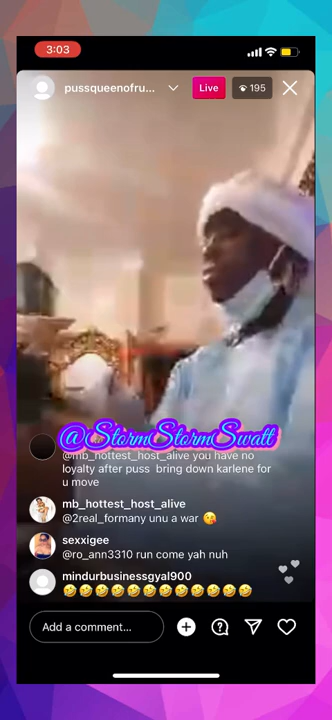 3:03
pussqueenofru...
Live
195
@StormStormSwatt
@mb_hottest_host_alive you have no
loyalty after puss bring down karlene for
u move
mb_hottest_host_alive
@2real_formany unu a war 😘
sexxigee
@ro_ann3310 run come yah nuh
mindurbusinessgyal900
🤣🤣🤣🤣🤣🤣🤣🤣🤣🤣🤣🤣
Add a comment...